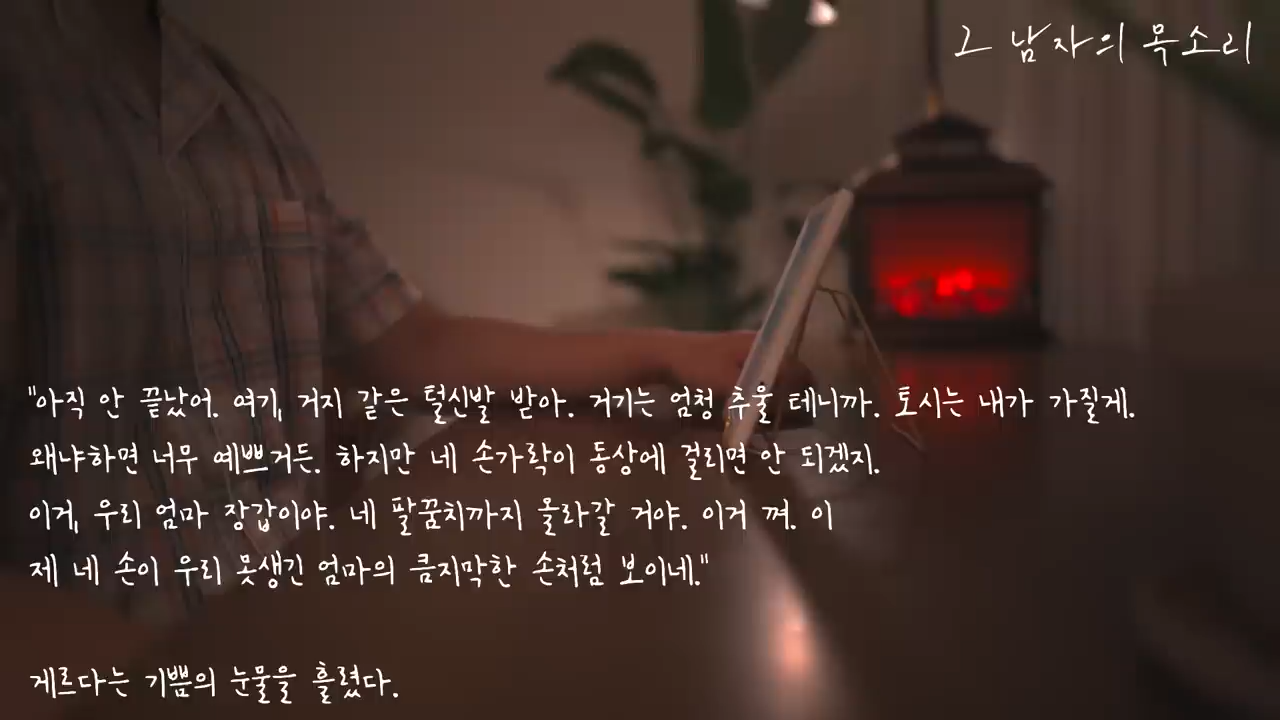 그 남자의 목소리
"아직 안 끝났어. 여기, 거지 같은 털신발 받아. 거기는 엄청 추울 테니까. 토시는 내가 가질게.
왜냐하면 너무 예쁘거든. 하지만 네 손가락이 동상에 걸리면 안 되겠지.
이거, 우리 엄마 장갑이야. 네 팔꿈치까지 올라갈 거야. 이거 껴. 이
제 네 손이 우리 못생긴 엄마의 큼지막한 손처럼 보이네."
게르다는 기쁨의 눈물을 흘렸다.